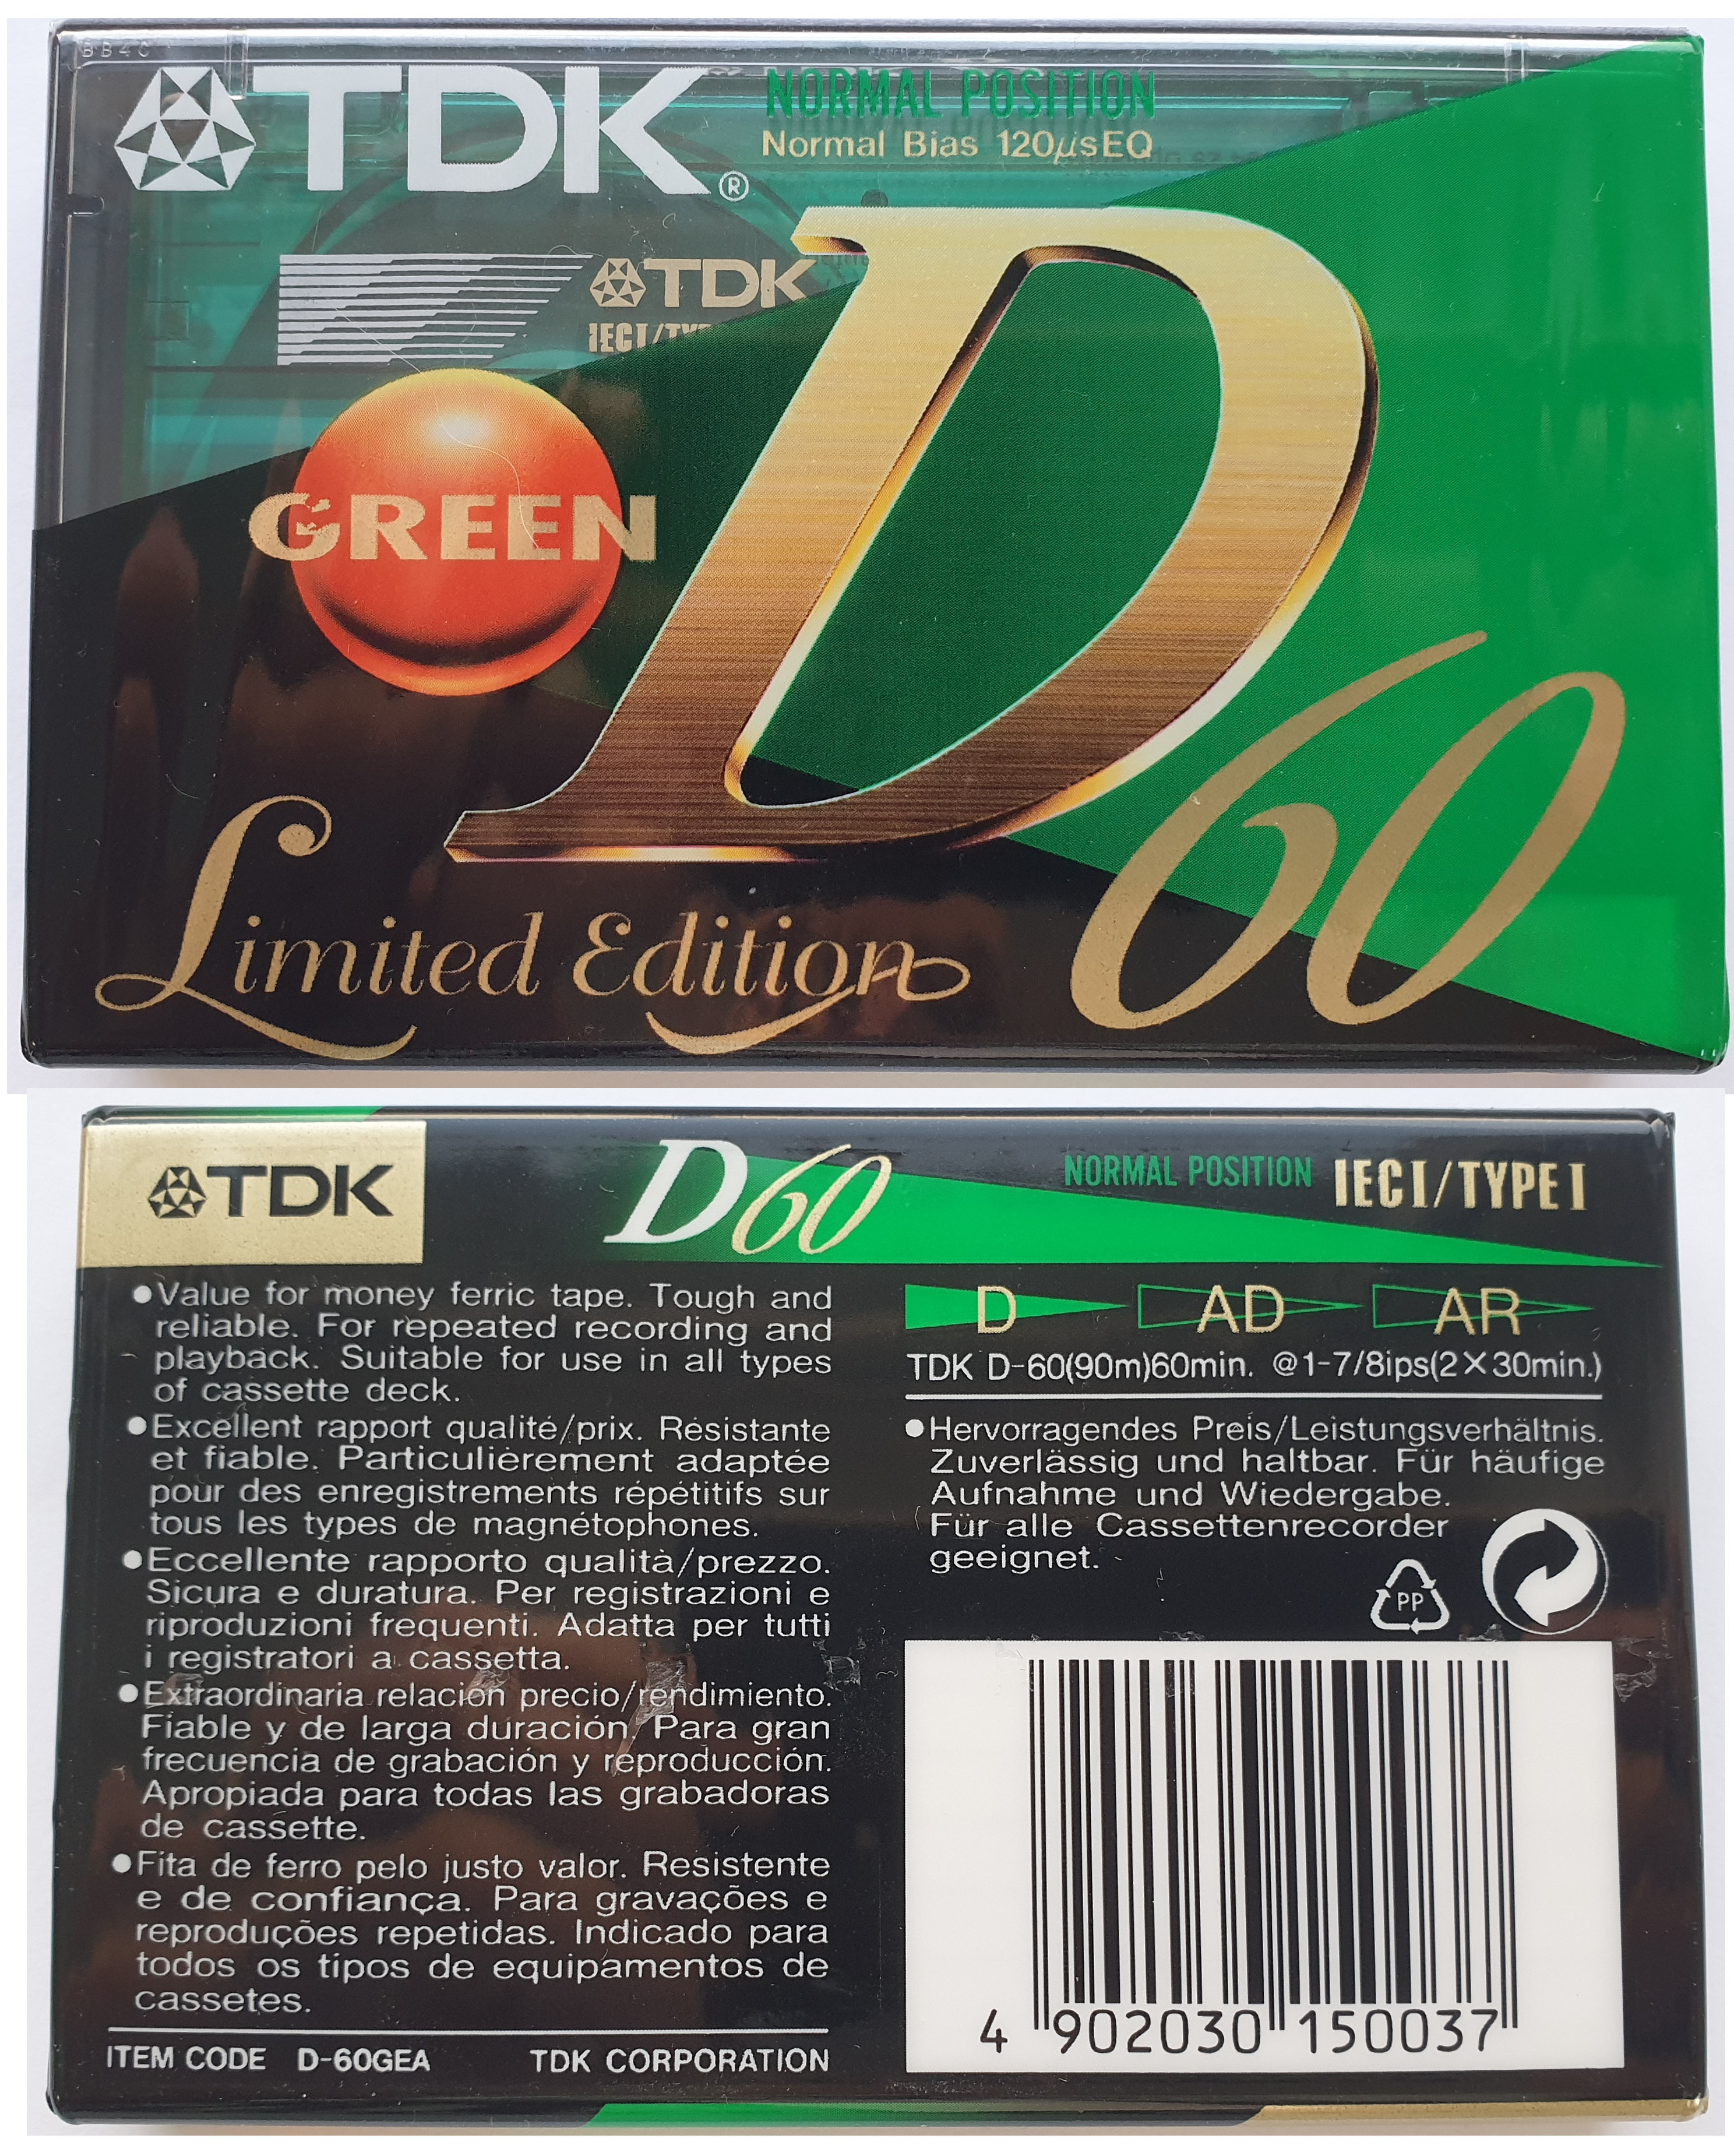 BB4C
TDK®
NORMAL POSITION
Normal Bias 120µsEQ
TDK
IEC I/
GREEN
D
60
Limited Edition
TDK
D60
NORMAL POSITION IEC I/TYPE I
●Value for money ferric tape. Tough and
reliable. For repeated recording and
playback. Suitable for use in all types
of cassette deck.
●Excellent rapport qualité/prix. Résistante
et fiable. Particulièrement adaptée
pour des enregistrements répétitifs sur
tous les types de magnétophones.
●Eccellente rapporto qualità/prezzo.
Sicura e duratura. Per registrazioni e
riproduzioni frequenti. Adatta per tutti
i registratori a cassetta.
●Extraordinaria relación precio/rendimiento.
Fiable y de larga duración. Para gran
frecuencia de grabación y reproducción.
Apropiada para todas las grabadoras
de cassette.
●Fita de ferro pelo justo valor. Resistente
e de confiança. Para gravações e
reproduções repetidas. Indicado para
todos os tipos de equipamentos de
cassetes.
ITEM CODE D-60GEA TDK CORPORATION
D AD AR
TDK D-60(90m)60min. @1-7/8ips(2×30min.)
●Hervorragendes Preis/Leistungsverhältnis.
Zuverlässig und haltbar. Für häufige
Aufnahme und Wiedergabe.
Für alle Cassettenrecorder
geeignet.
PP
4 902030 150037